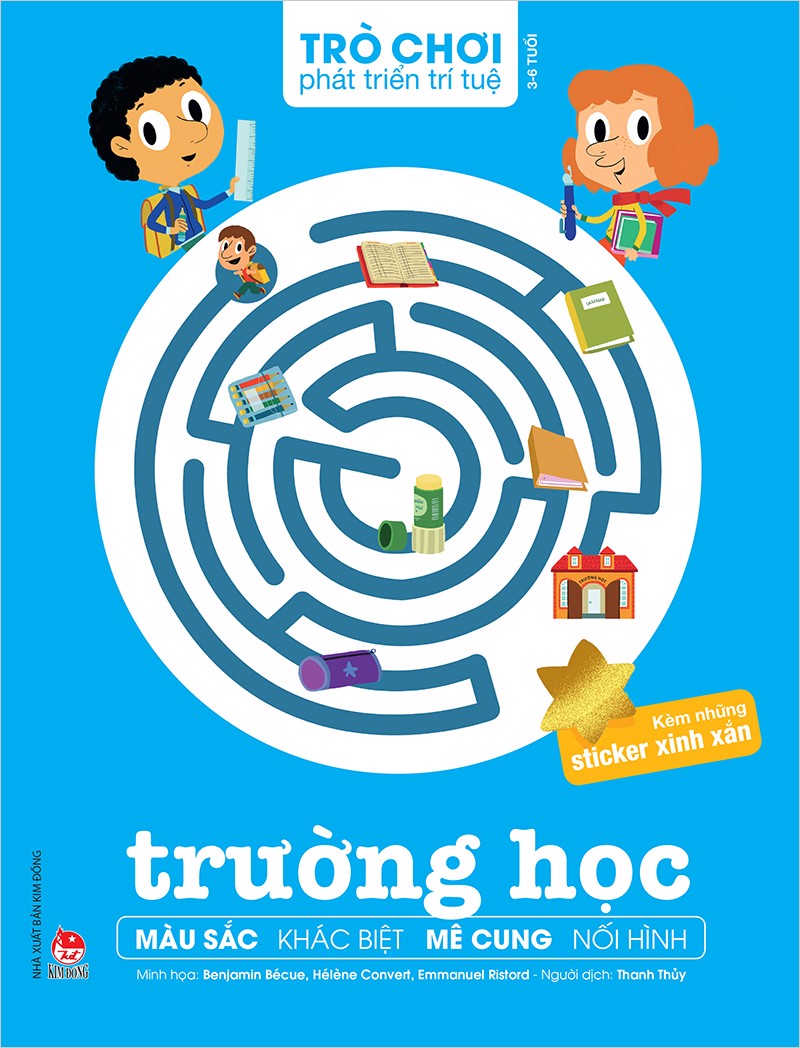 TRÒ CHƠI
phát triển trí tuệ
3-6 TUỔI
TRƯỜNG HỌC
Kèm những
sticker xinh xắn
trường học
MÀU SẮC KHÁC BIỆT MÊ CUNG NỐI HÌNH
Minh họa: Benjamin Bécue, Hélène Convert, Emmanuel Ristord - Người dịch: Thanh Thủy
NHÀ XUẤT BẢN KIM ĐỒNG
KIM ĐỒNG